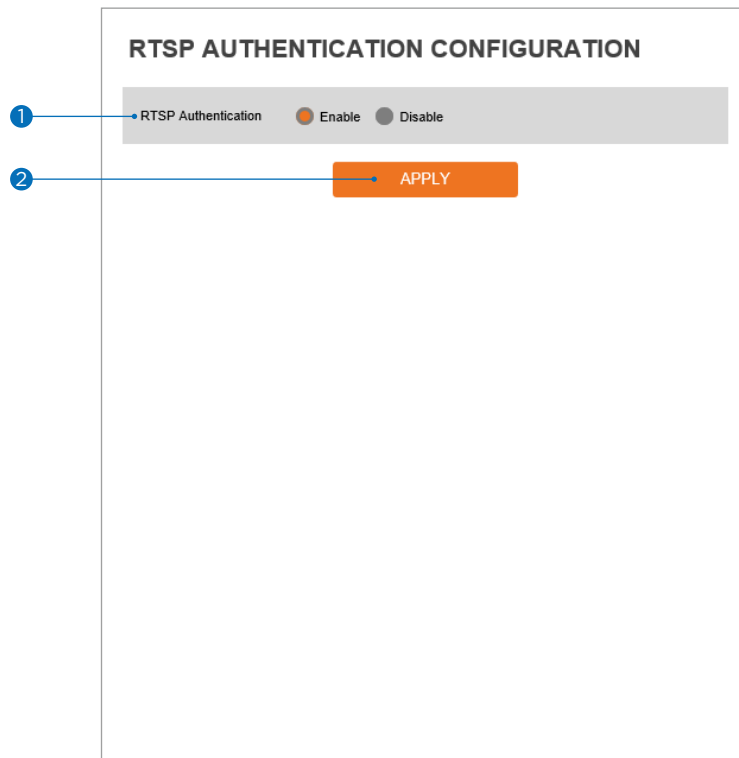 RTSP AUTHENTICATION CONFIGURATION
1 RTSP Authentication Enable Disable
2 APPLY